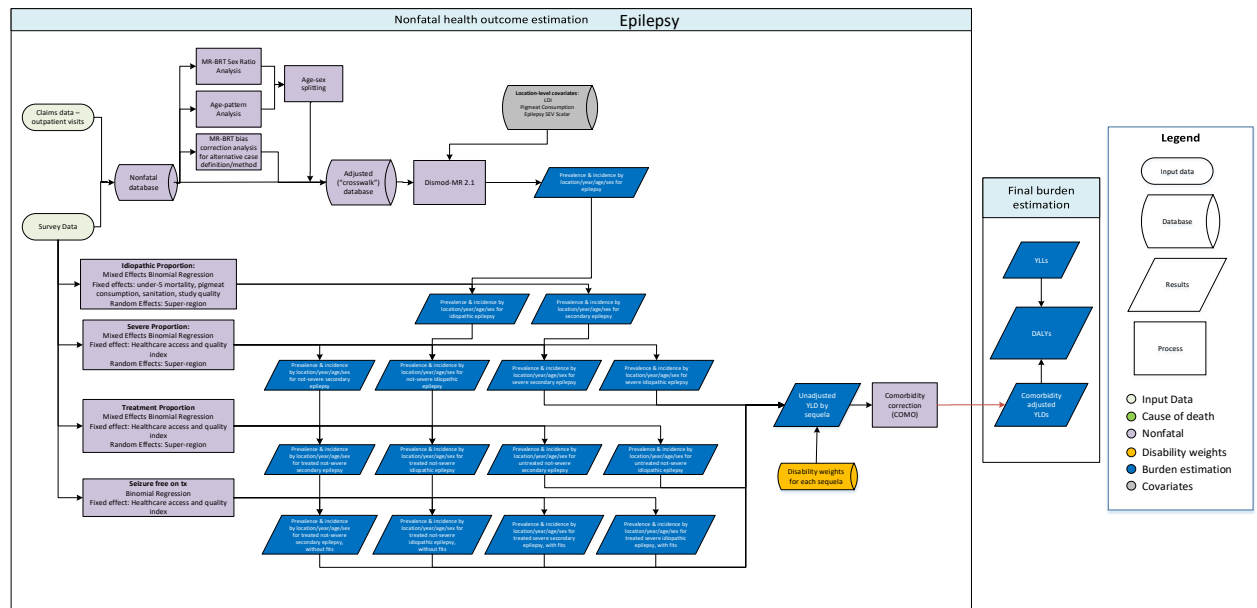 Nonfatal health outcome estimation
Epilepsy
MR-BRT Sex Ratio
Analysis
Age-sex
splitting
Age-pattern
Analysis
MR-BRT bias
correction analysis
for alternative case
definition/method
Claims data –
outpatient visits
Nonfatal
database
Survey Data
Adjusted
("crosswalk")
database
Location-level covariates:
LDI
Pigmeat Consumption
Epilepsy SEV Scalar
Dismod-MR 2.1
Prevalence & incidence by
location/year/age/sex for
epilepsy
Idiopathic Proportion:
Mixed Effects Binomial Regression
Fixed effects: under-5 mortality, pigmeat
consumption, sanitation, study quality
Random Effects: Super-region
Prevalence & incidence by
location/year/age/sex for
idiopathic epilepsy
Prevalence & incidence by
location/year/age/sex for
secondary epilepsy
Severe Proportion:
Mixed Effects Binomial Regression
Fixed effect: Healthcare access and quality
index
Random Effects: Super-region
Prevalence & incidence
by location/year/age/sex
for not-severe secondary
epilepsy
Prevalence & incidence
by location/year/age/sex
for not-severe idiopathic
epilepsy
Prevalence & incidence by
location/year/age/sex for
severe secondary epilepsy
Prevalence & incidence by
location/year/age/sex for
severe idiopathic epilepsy
Treatment Proportion
Mixed Effects Binomial Regression
Fixed effect: Healthcare access and quality
index
Random Effects: Super-region
Prevalence & incidence
by location/year/age/sex
for treated not-severe
secondary epilepsy
Prevalence & incidence
by location/year/age/sex
for treated not-severe
idiopathic epilepsy
Prevalence & incidence
by location/year/age/sex for
untreated not-severe
secondary epilepsy
Prevalence & incidence
by location/year/age/sex for
untreated not-severe
idiopathic epilepsy
Seizure free on tx
Binomial Regression
Fixed effect: Healthcare access and quality
index
Prevalence & incidence
by location/year/age/sex
for treated not-severe
secondary epilepsy,
without fits
Prevalence & incidence
by location/year/age/sex
for treated not-severe
idiopathic epilepsy,
without fits
Prevalence & incidence by
location/year/age/sex for
treated severe secondary
epilepsy, with fits
Prevalence & incidence by
location/year/age/sex for
treated severe idiopathic
epilepsy, with fits
Unadjusted
YLD by
sequela
Disability weights
for each sequela
Comorbidity
correction
(COMO)
Final burden
estimation
YLLs
DALYs
Comorbidity
adjusted
YLDs
Legend
Input data
Database
Results
Process
Input Data
Cause of death
Nonfatal
Disability weights
Burden estimation
Covariates